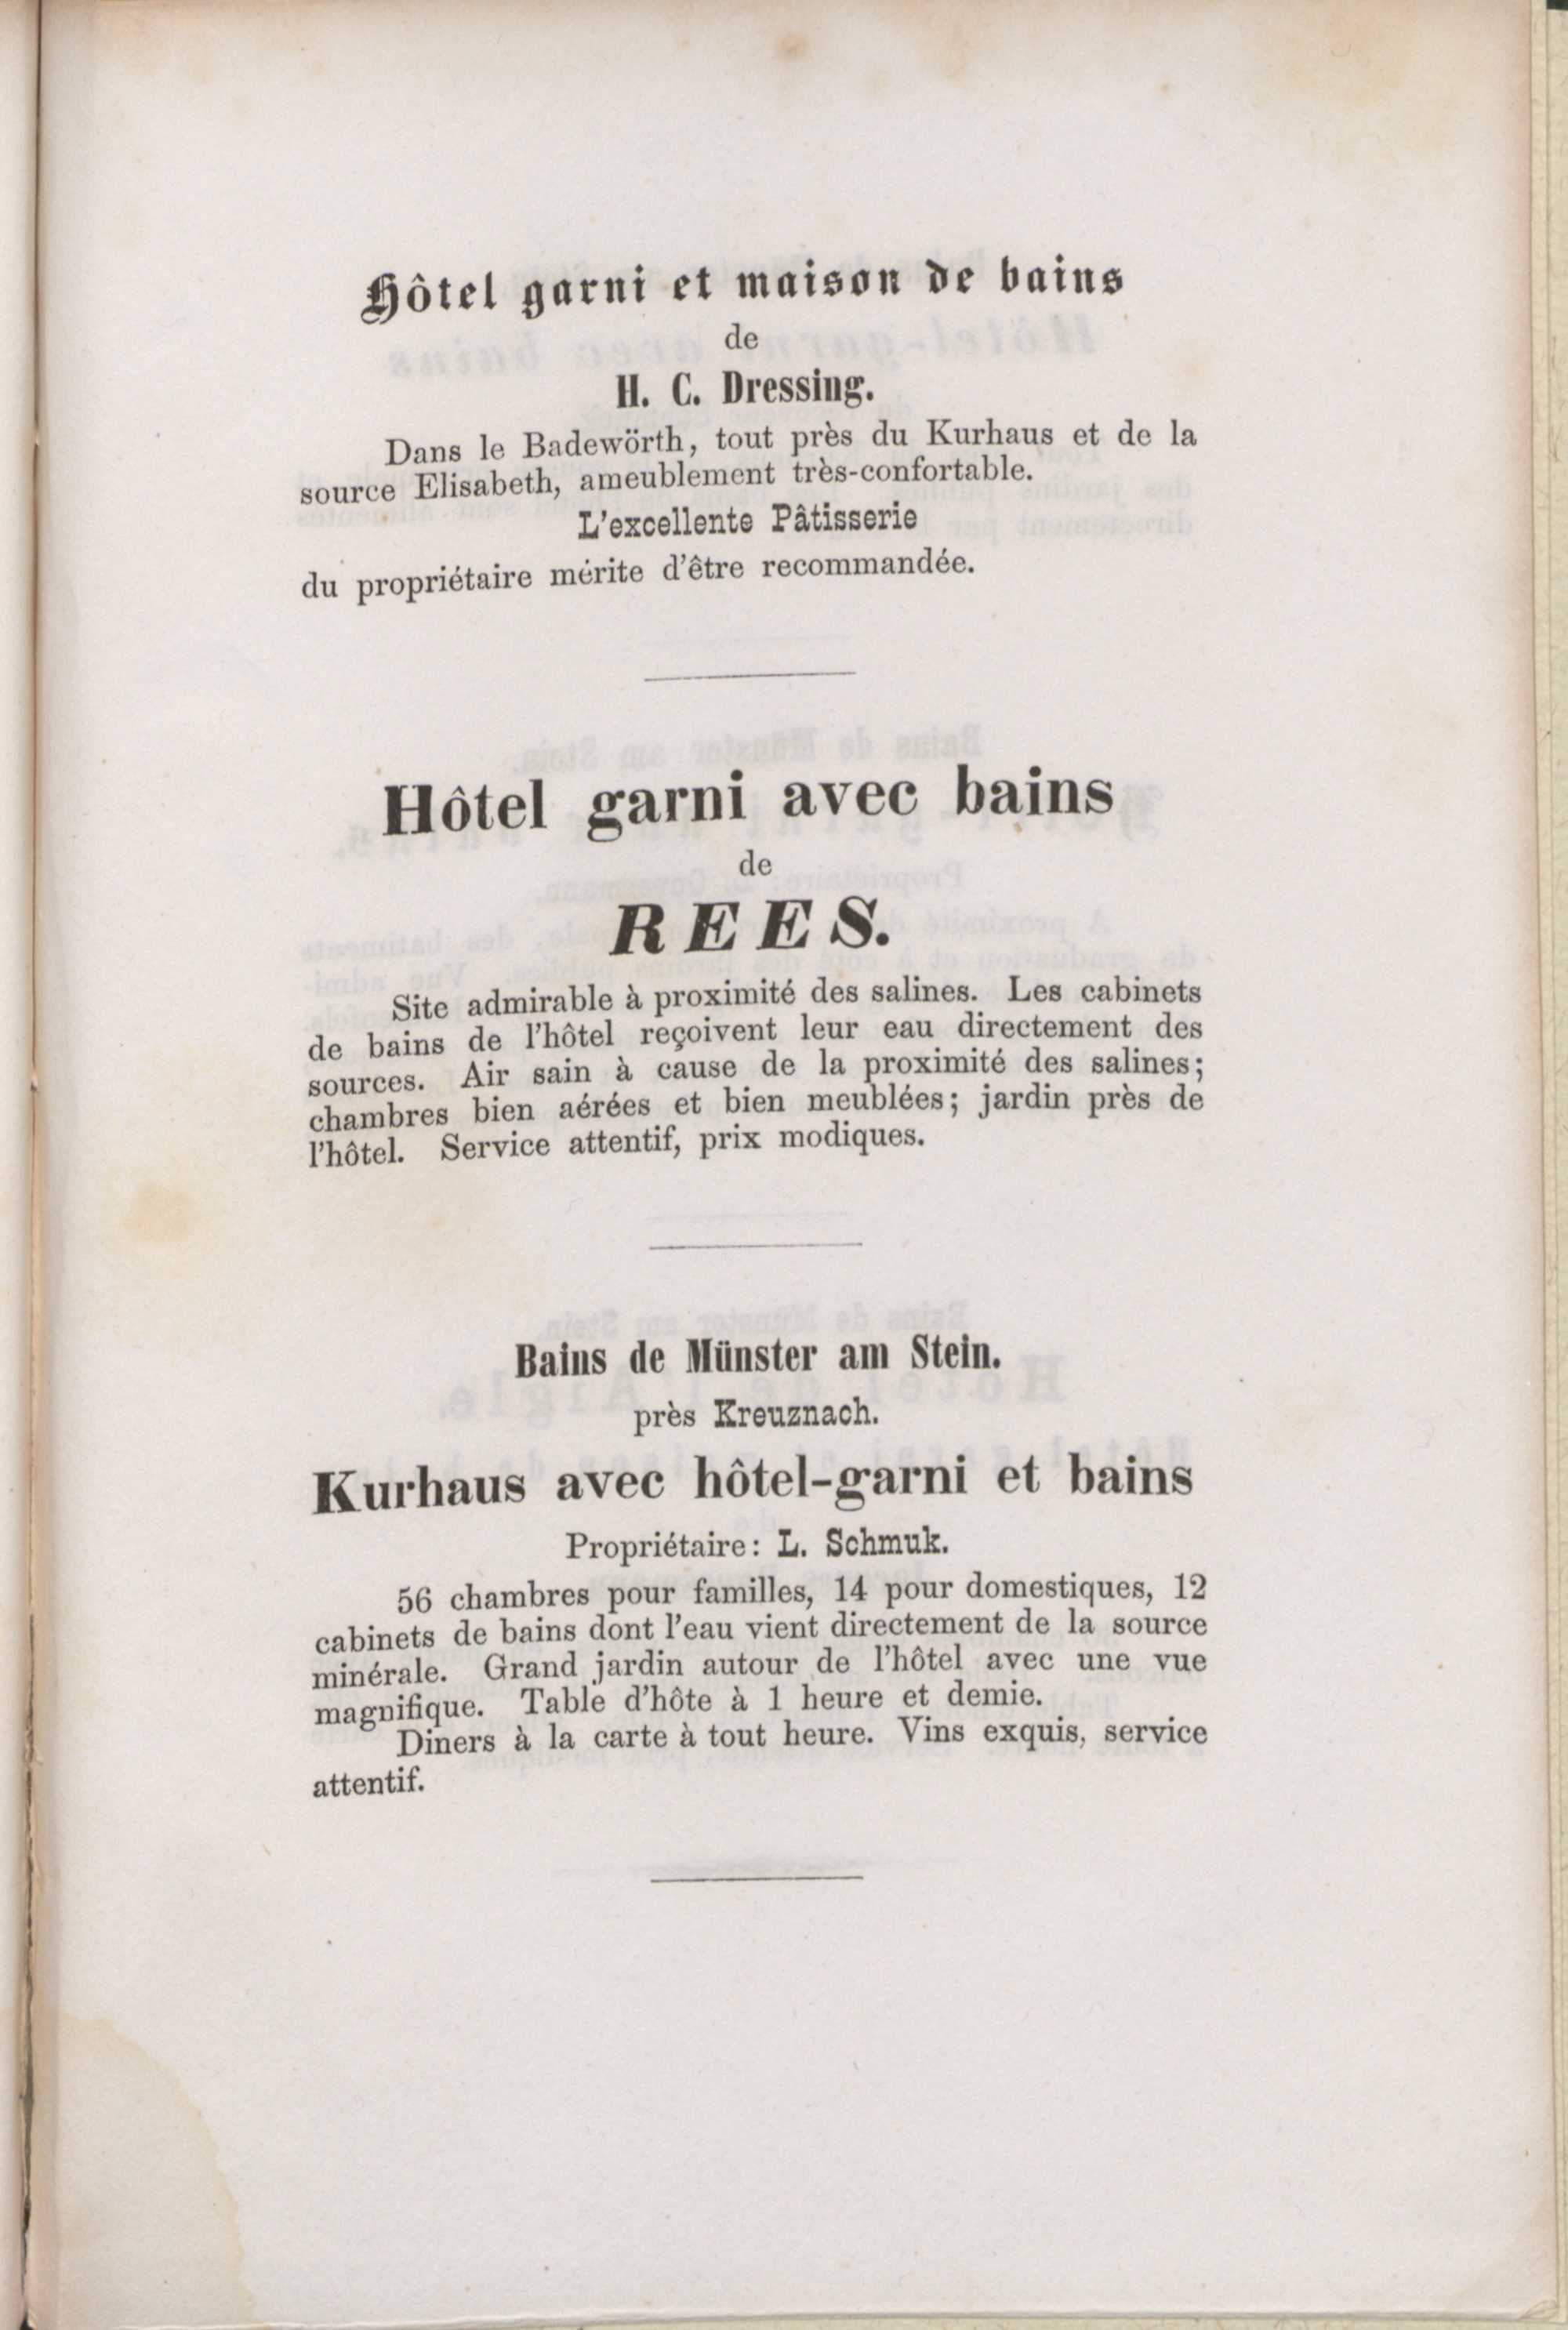 Hôtel garni et maison de bains
de
H. C. Dressing.
Dans le Badewörth, tout près du Kurhaus et de la
source Elisabeth, ameublement très-confortable.
L'excellente Pâtisserie
du propriétaire mérite d'être recommandée.
Hôtel garni avec bains
de
REES.
Site admirable à proximité des salines. Les cabinets
de bains de l'hôtel reçoivent leur eau directement des
sources. Air sain à cause de la proximité des salines;
chambres bien aérées et bien meublées; jardin près de
l'hôtel. Service attentif, prix modiques.
Bains de Münster am Stein.
près Kreuznach.
Kurhaus avec hôtel-garni et bains
Propriétaire: L. Schmuk.
56 chambres pour familles, 14 pour domestiques, 12
cabinets de bains dont l'eau vient directement de la source
minérale. Grand jardin autour de l'hôtel avec une vue
magnifique. Table d'hôte à 1 heure et demie.
Diners à la carte à tout heure. Vins exquis, service
attentif.